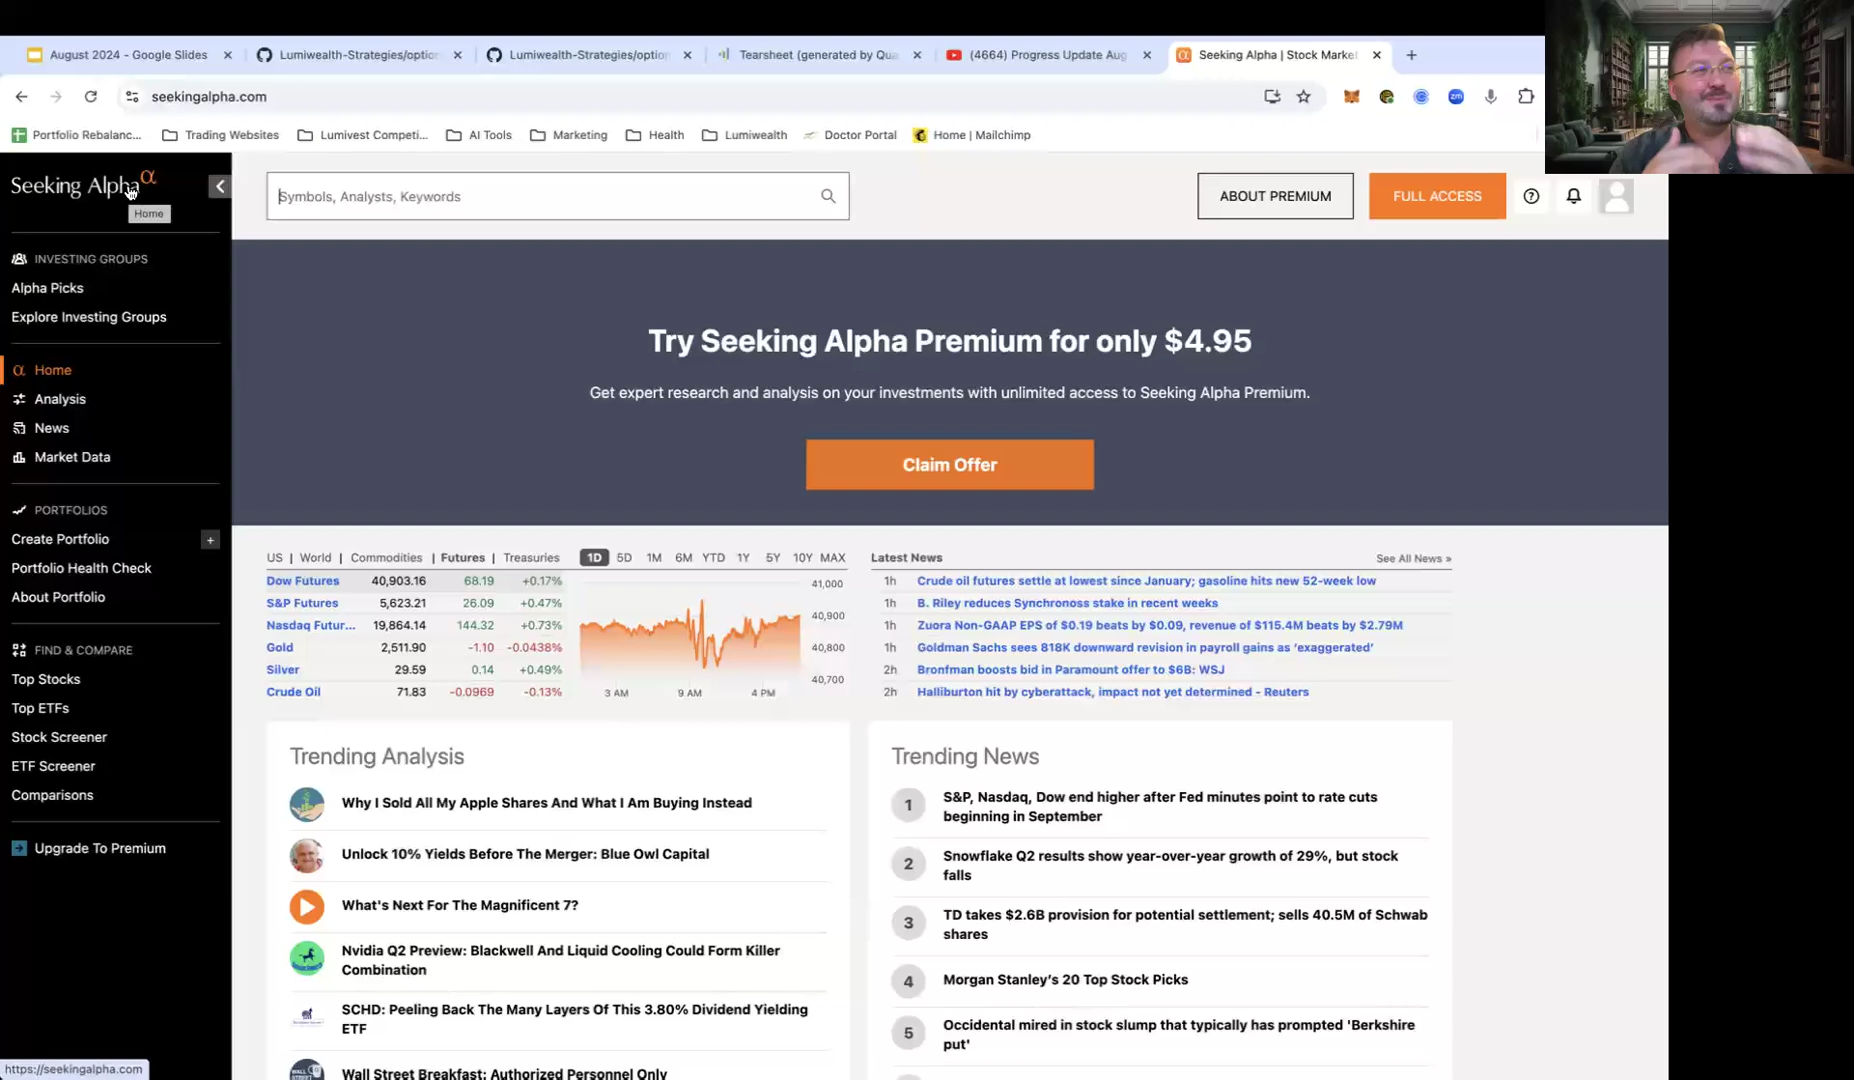 August 2024 - Google Slides
Lumiwealth-Strategies/option
Lumiwealth-Strategies/option
Tearsheet (generated by Qua
(4664) Progress Update Aug
Seeking Alpha | Stock Market
seekingalpha.com
zm
Portfolio Rebalanc...
Trading Websites
Lumivest Competi...
AI Tools
Marketing
Health
Lumiwealth
Doctor Portal
Home | Mailchimp
Seeking Alpha α
Home
Symbols, Analysts, Keywords
ABOUT PREMIUM
FULL ACCESS
INVESTING GROUPS
Alpha Picks
Explore Investing Groups
Home
Analysis
News
Market Data
PORTFOLIOS
Create Portfolio
Portfolio Health Check
About Portfolio
FIND & COMPARE
Top Stocks
Top ETFs
Stock Screener
ETF Screener
Comparisons
Upgrade To Premium
Try Seeking Alpha Premium for only $4.95
Get expert research and analysis on your investments with unlimited access to Seeking Alpha Premium.
Claim Offer
US | World | Commodities | Futures | Treasuries
Dow Futures 40,903.16 68.19 +0.17%
S&P Futures 5,623.21 26.09 +0.47%
Nasdaq Futur... 19,864.14 144.32 +0.73%
Gold 2,511.90 -1.10 -0.0438%
Silver 29.59 0.14 +0.49%
Crude Oil 71.83 -0.0969 -0.13%
1D 5D 1M 6M YTD 1Y 5Y 10Y MAX
41,000
40,900
40,800
40,700
3 AM 9 AM 4 PM
Latest News
See All News »
1h Crude oil futures settle at lowest since January; gasoline hits new 52-week low
1h B. Riley reduces Synchronoss stake in recent weeks
1h Zuora Non-GAAP EPS of $0.19 beats by $0.09, revenue of $115.4M beats by $2.79M
1h Goldman Sachs sees 818K downward revision in payroll gains as 'exaggerated'
2h Bronfman boosts bid in Paramount offer to $6B: WSJ
2h Halliburton hit by cyberattack, impact not yet determined - Reuters
Trending Analysis
Why I Sold All My Apple Shares And What I Am Buying Instead
Unlock 10% Yields Before The Merger: Blue Owl Capital
What's Next For The Magnificent 7?
Nvidia Q2 Preview: Blackwell And Liquid Cooling Could Form Killer
Combination
SCHD: Peeling Back The Many Layers Of This 3.80% Dividend Yielding
ETF
Wall Street Breakfast: Authorized Personnel Only
Trending News
1 S&P, Nasdaq, Dow end higher after Fed minutes point to rate cuts
beginning in September
2 Snowflake Q2 results show year-over-year growth of 29%, but stock
falls
3 TD takes $2.6B provision for potential settlement; sells 40.5M of Schwab
shares
4 Morgan Stanley's 20 Top Stock Picks
5 Occidental mired in stock slump that typically has prompted 'Berkshire
put'
https://seekingalpha.com